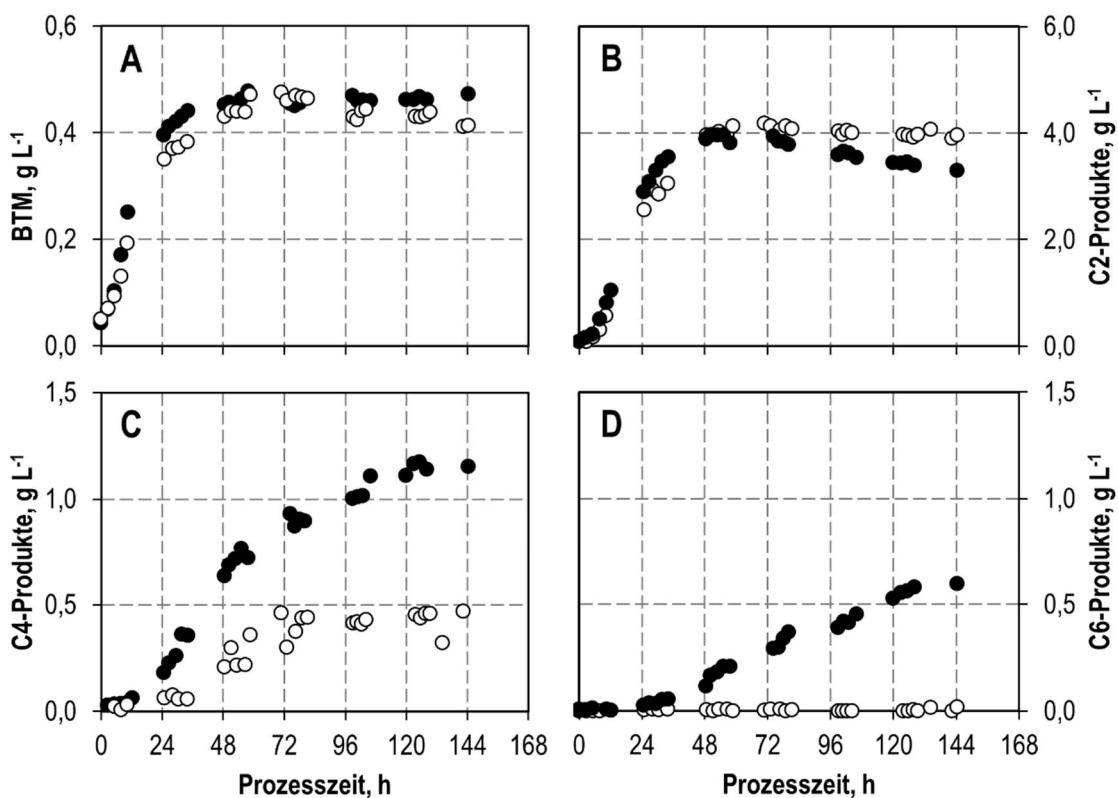 0,6
0,4
0,2
0,0
BTM, g L-1
A
6,0
4,0
2,0
0,0
C2-Produkte, g L-1
B
1,5
1,0
0,5
0,0
C4-Produkte, g L-1
C
1,5
1,0
0,5
0,0
C6-Produkte, g L-1
D
0 24 48 72 96 120 144 168
0 24 48 72 96 120 144 168
Prozesszeit, h
Prozesszeit, h